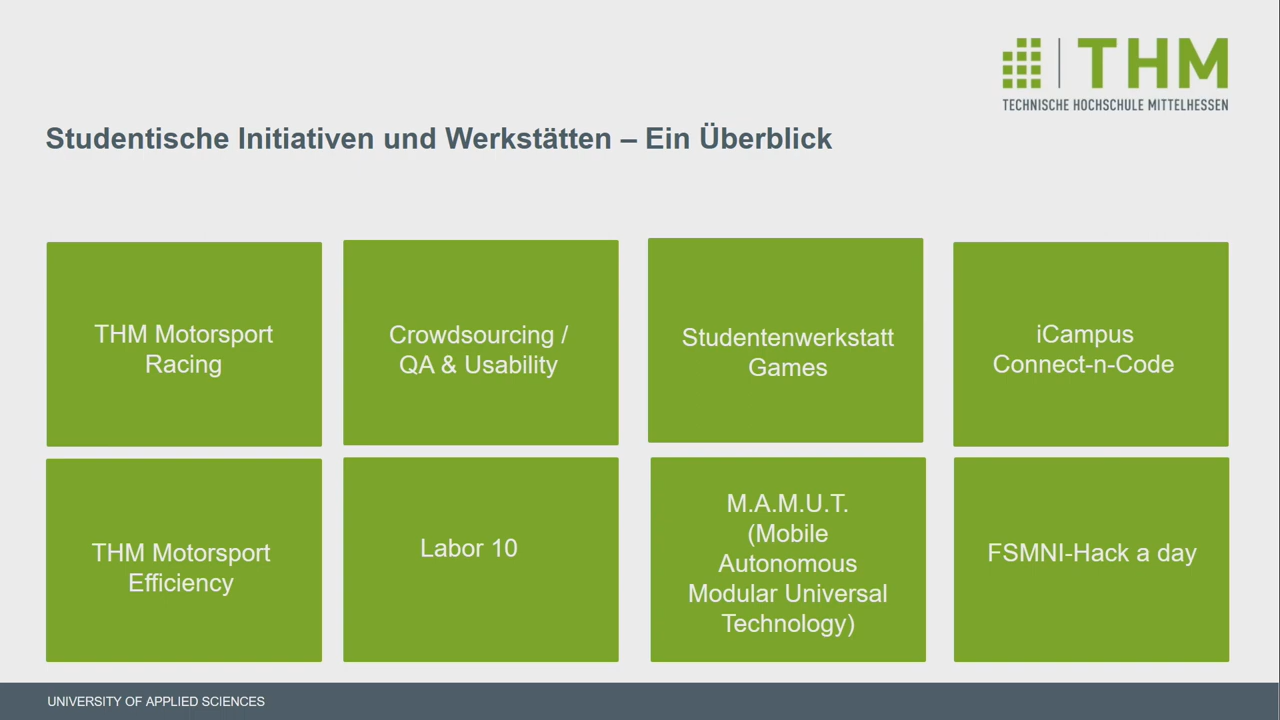 THM
TECHNISCHE HOCHSCHULE MITTELHESSEN
Studentische Initiativen und Werkstätten – Ein Überblick
THM Motorsport
Racing
Crowdsourcing /
QA & Usability
Studentenwerkstatt
Games
iCampus
Connect-n-Code
THM Motorsport
Efficiency
Labor 10
M.A.M.U.T.
(Mobile
Autonomous
Modular Universal
Technology)
FSMNI-Hack a day
UNIVERSITY OF APPLIED SCIENCES